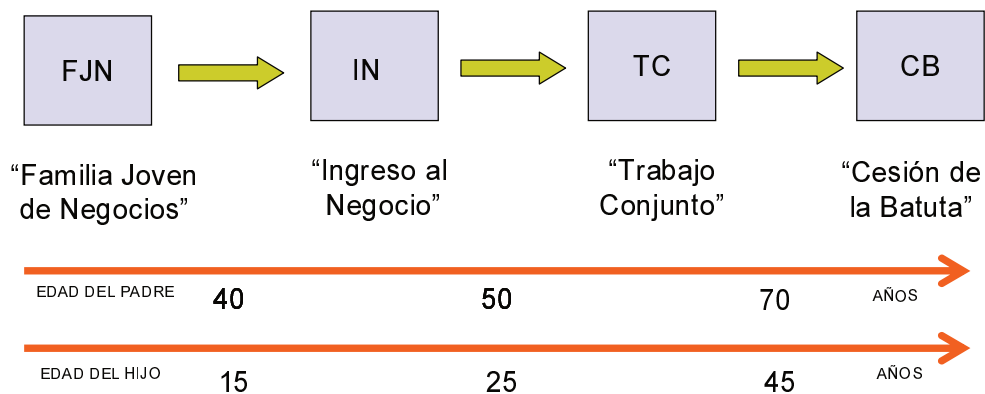 FJN IN TC CB
“Familia Joven
de Negocios”
“Ingreso al
Negocio”
“Trabajo
Conjunto”
“Cesión de
la Batuta”
EDAD DEL PADRE 40 50 70 AÑOS
EDAD DEL HIJO 15 25 45 AÑOS